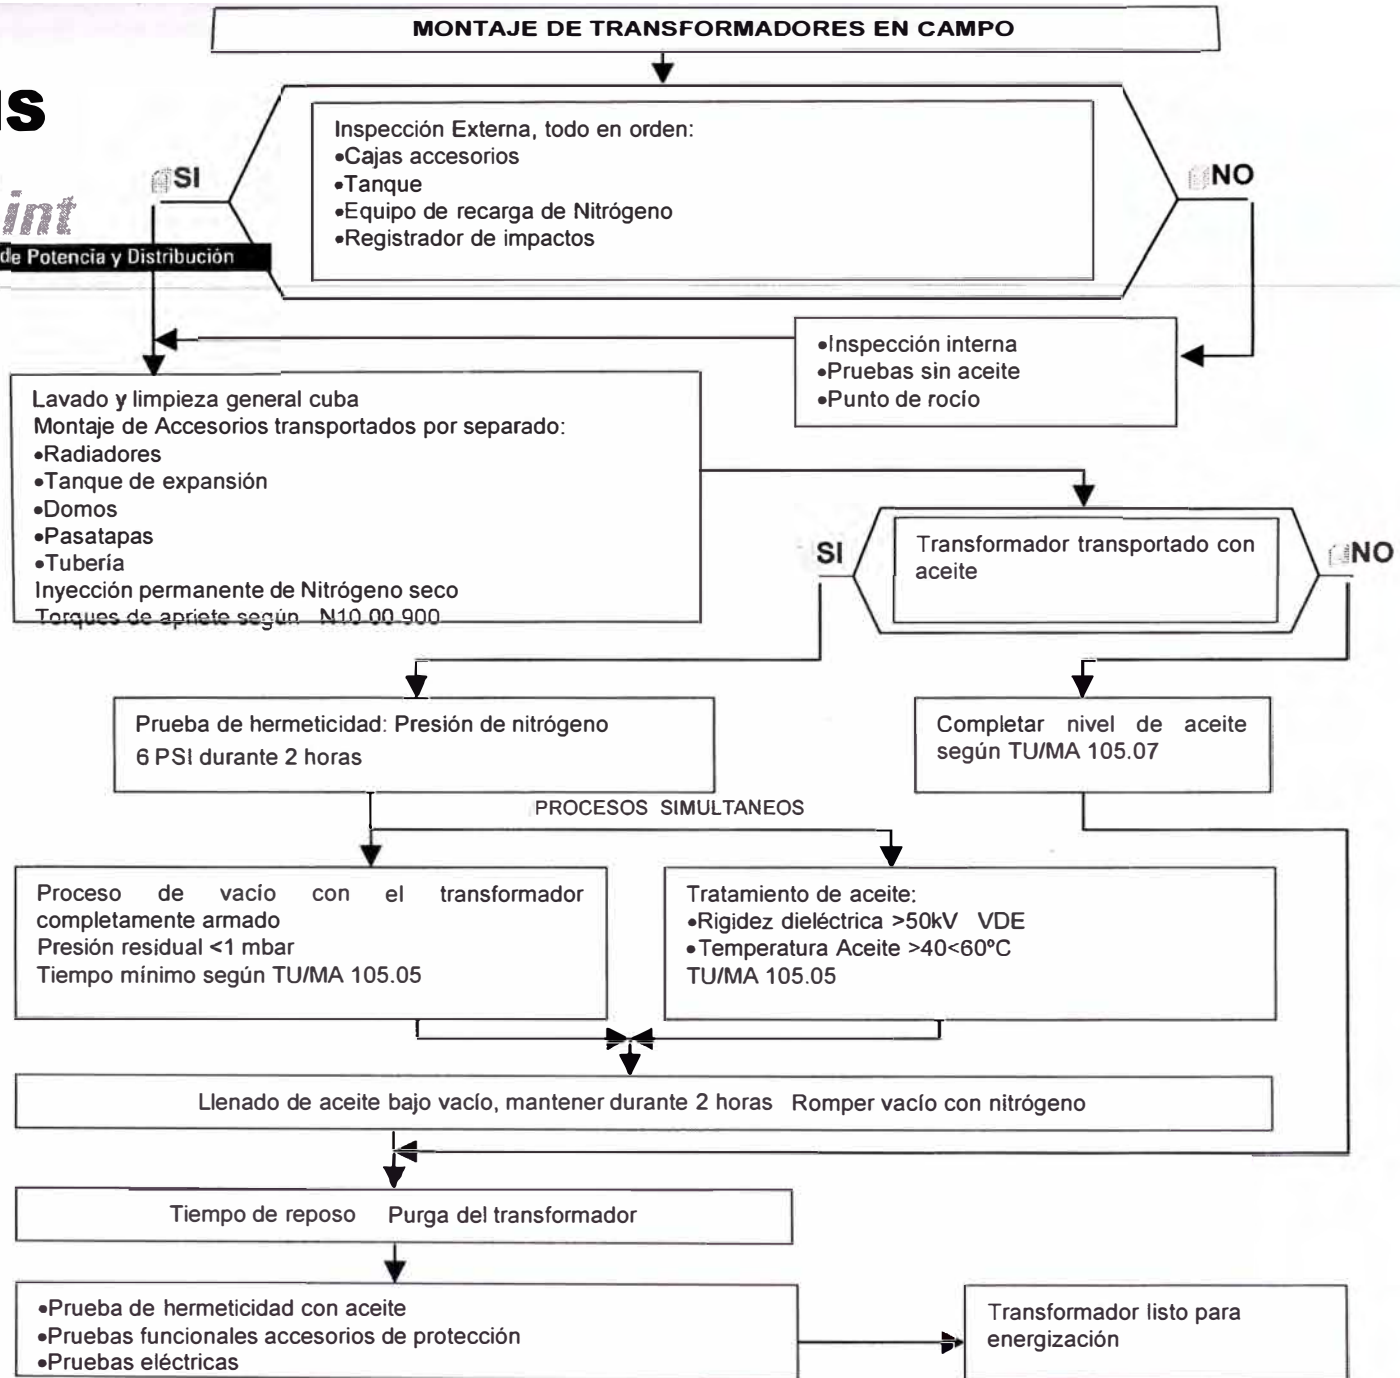 MONTAJE DE TRANSFORMADORES EN CAMPO
Inspección Externa, todo en orden:
•Cajas accesorios
•Tanque
•Equipo de recarga de Nitrógeno
•Registrador de impactos
SI
NO
de Potencia y Distribución
•Inspección interna
•Pruebas sin aceite
•Punto de rocío
Lavado y limpieza general cuba
Montaje de Accesorios transportados por separado:
•Radiadores
•Tanque de expansión
•Domos
•Pasatapas
•Tubería
Inyección permanente de Nitrógeno seco
Torques de apriete según N10 00 900
SI
Transformador transportado con
aceite
NO
Prueba de hermeticidad: Presión de nitrógeno
6 PSI durante 2 horas
Completar nivel de aceite
según TU/MA 105.07
PROCESOS SIMULTANEOS
Proceso de vacío con el transformador
completamente armado
Presión residual <1 mbar
Tiempo mínimo según TU/MA 105.05
Tratamiento de aceite:
•Rigidez dieléctrica >50kV VDE
•Temperatura Aceite >40<60ºC
TU/MA 105.05
Llenado de aceite bajo vacío, mantener durante 2 horas Romper vacío con nitrógeno
Tiempo de reposo Purga del transformador
•Prueba de hermeticidad con aceite
•Pruebas funcionales accesorios de protección
•Pruebas eléctricas
Transformador listo para
energización